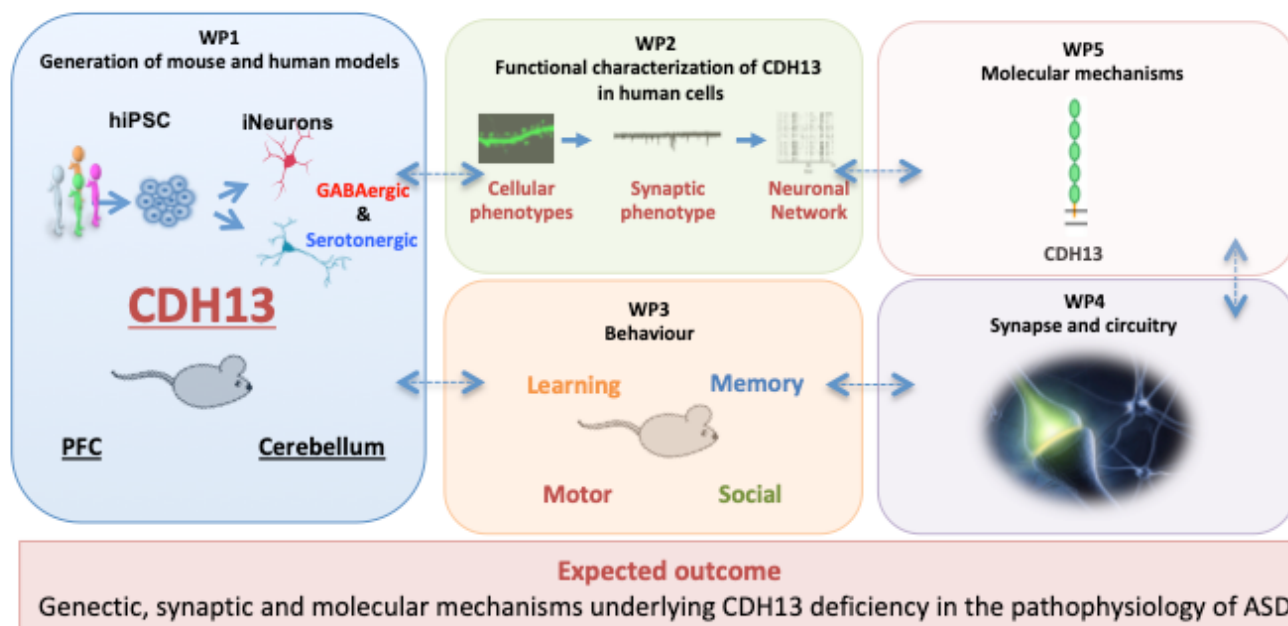 WP1
Generation of mouse and human models
hiPSC
iNeurons
GABAergic
&
Serotonergic
CDH13
PFC
Cerebellum
WP2
Functional characterization of CDH13
in human cells
Cellular
phenotypes
Synaptic
phenotype
Neuronal
Network
WP5
Molecular mechanisms
CDH13
WP3
Behaviour
Learning
Memory
Motor
Social
WP4
Synapse and circuitry
Expected outcome
Genectic, synaptic and molecular mechanisms underlying CDH13 deficiency in the pathophysiology of ASD